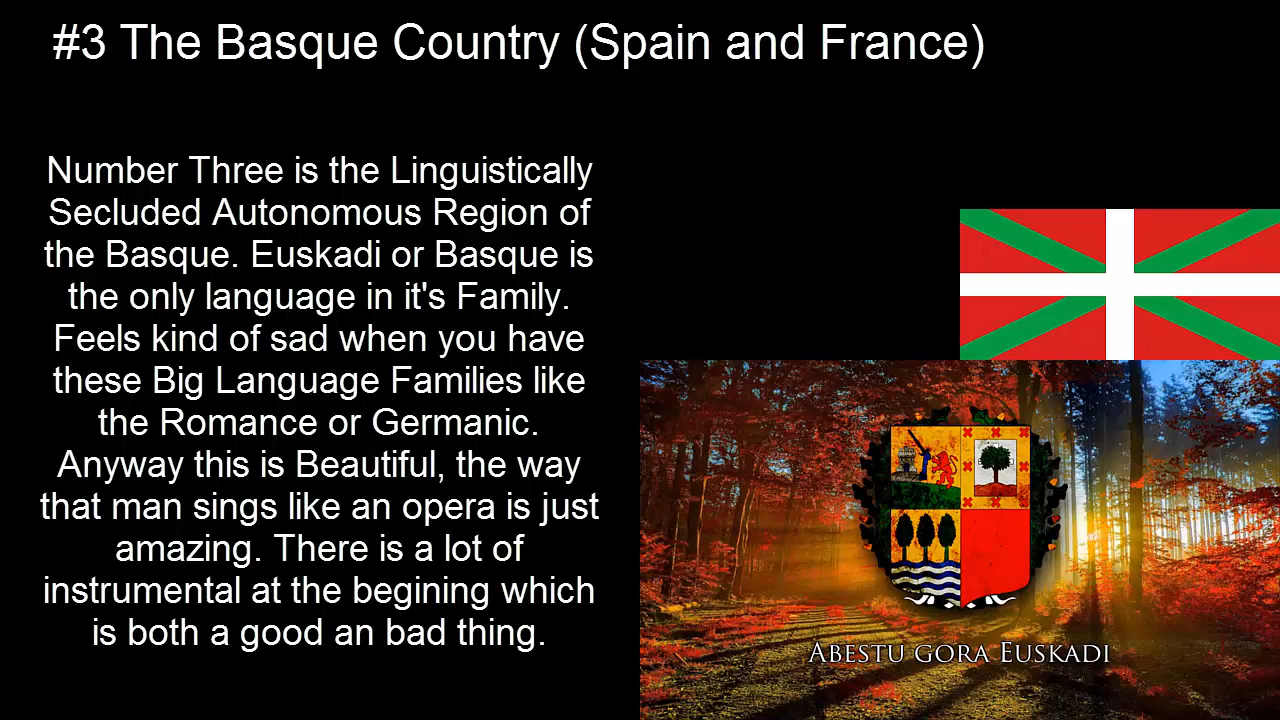 #3 The Basque Country (Spain and France)
Number Three is the Linguistically
Secluded Autonomous Region of
the Basque. Euskadi or Basque is
the only language in it's Family.
Feels kind of sad when you have
these Big Language Families like
the Romance or Germanic.
Anyway this is Beautiful, the way
that man sings like an opera is just
amazing. There is a lot of
instrumental at the begining which
is both a good an bad thing.
ABESTU GORA EUSKADI